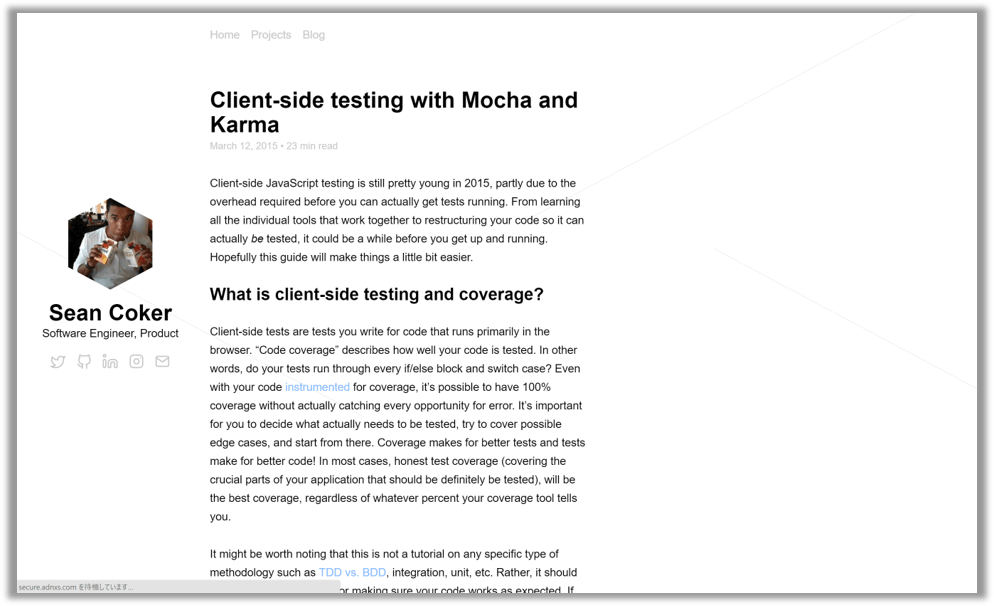 Home Projects Blog
Client-side testing with Mocha and
Karma
March 12, 2015 • 23 min read
Client-side JavaScript testing is still pretty young in 2015, partly due to the
overhead required before you can actually get tests running. From learning
all the individual tools that work together to restructuring your code so it can
actually be tested, it could be a while before you get up and running.
Hopefully this guide will make things a little bit easier.
What is client-side testing and coverage?
Sean Coker
Software Engineer, Product
Client-side tests are tests you write for code that runs primarily in the
browser. “Code coverage” describes how well your code is tested. In other
words, do your tests run through every if/else block and switch case? Even
with your code instrumented for coverage, it’s possible to have 100%
coverage without actually catching every opportunity for error. It’s important
for you to decide what actually needs to be tested, try to cover possible
edge cases, and start from there. Coverage makes for better tests and tests
make for better code! In most cases, honest test coverage (covering the
crucial parts of your application that should be definitely be tested), will be
the best coverage, regardless of whatever percent your coverage tool tells
you.
It might be worth noting that this is not a tutorial on any specific type of
methodology such as TDD vs. BDD, integration, unit, etc. Rather, it should
or making sure your code works as expected. If
secure.adnxs.com を待機しています...